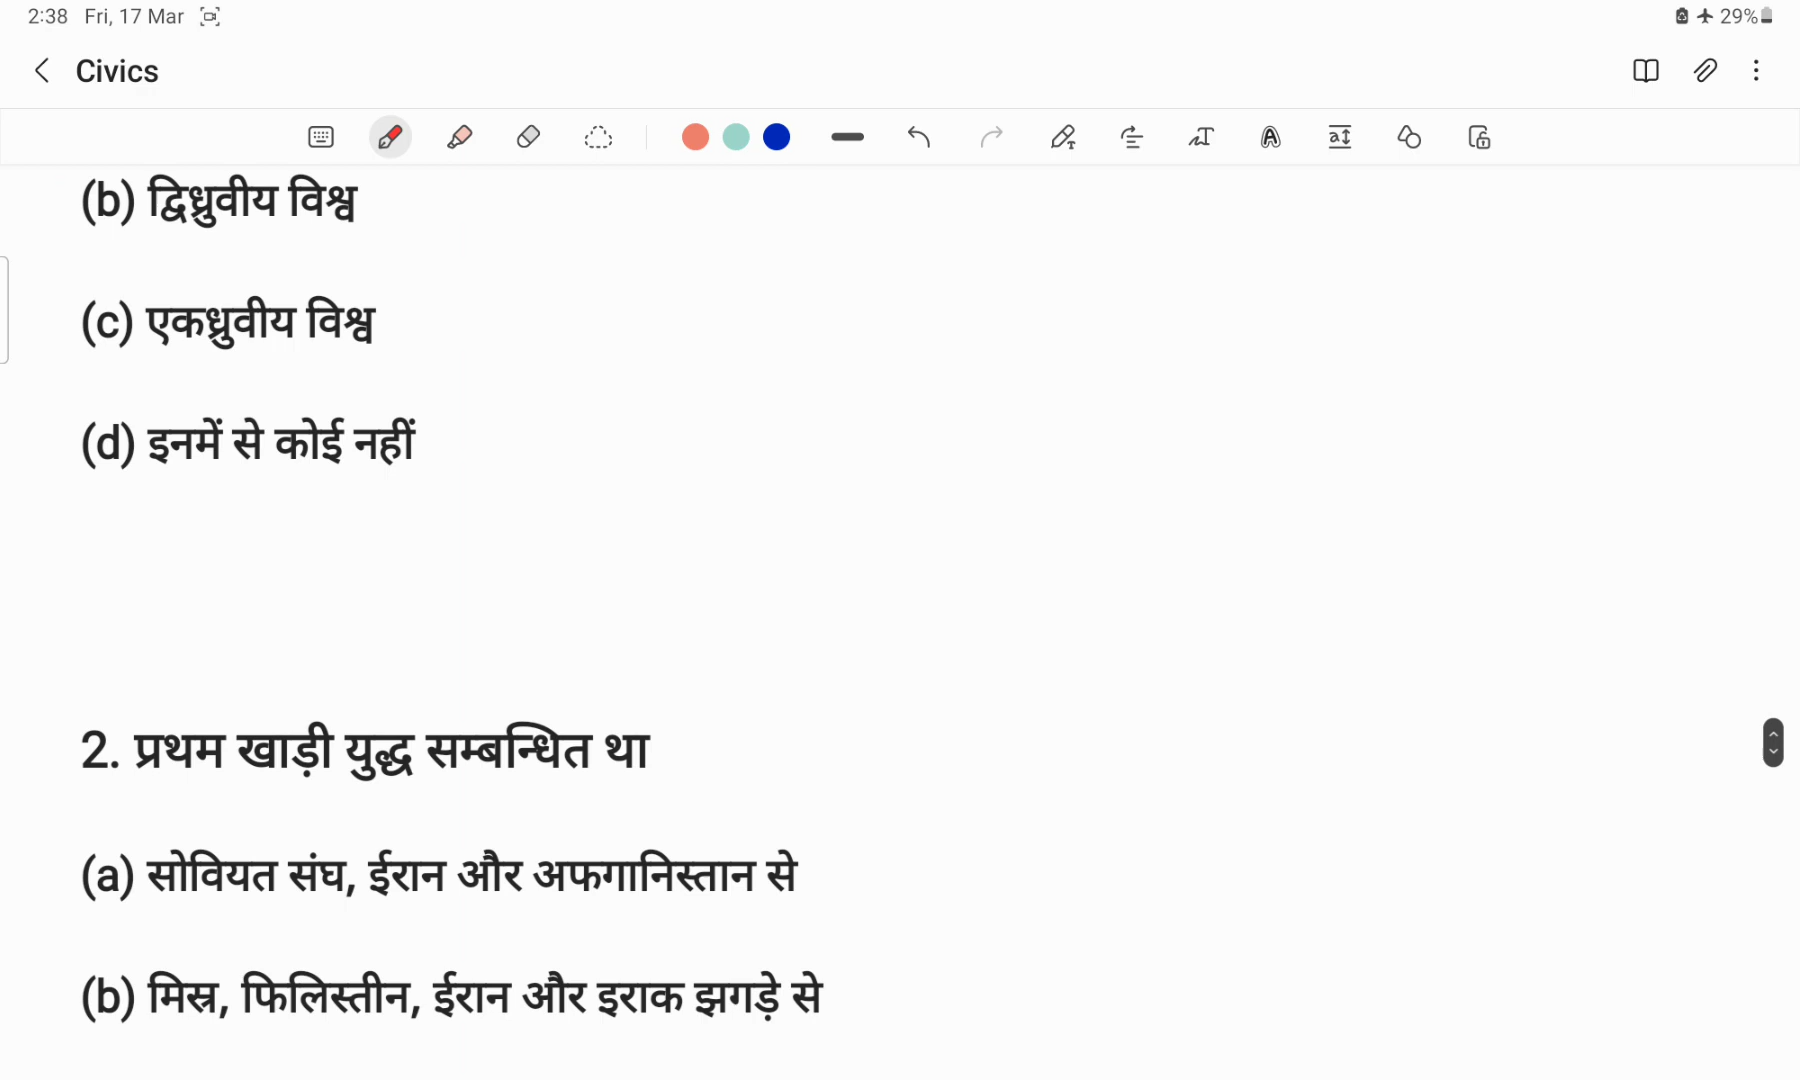 2:38 Fri, 17 Mar 29%
Civics
(b) द्विध्रुवीय विश्व
(c) एकध्रुवीय विश्व
(d) इनमें से कोई नहीं
2. प्रथम खाड़ी युद्ध सम्बन्धित था
(a) सोवियत संघ, ईरान और अफगानिस्तान से
(b) मिस्र, फिलिस्तीन, ईरान और इराक झगड़े से